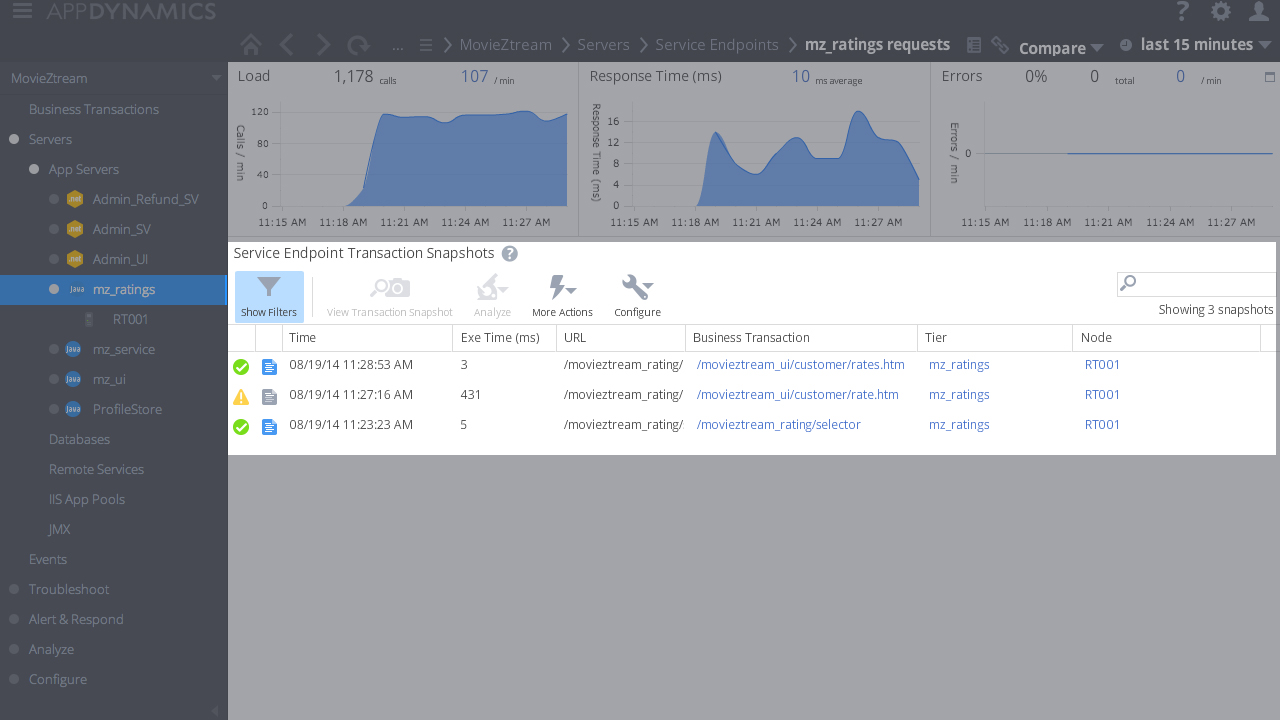 APPDYNAMICS
?
... MovieZtream Servers Service Endpoints mz_ratings requests Compare last 15 minutes
MovieZtream
Business Transactions
Servers
App Servers
.net Admin_Refund_SV
.net Admin_SV
.net Admin_UI
Java mz_ratings
RT001
Java mz_service
Java mz_ui
Java ProfileStore
Databases
Remote Services
IIS App Pools
JMX
Events
Troubleshoot
Alert & Respond
Analyze
Configure
Load 1,178 calls 107 / min
Calls / min
120
80
40
0
11:15 AM 11:18 AM 11:21 AM 11:24 AM 11:27 AM
Response Time (ms) 10 ms average
Response Time (ms)
16
12
8
4
0
11:15 AM 11:18 AM 11:21 AM 11:24 AM 11:27 AM
Errors 0% 0 total 0 / min
Errors / min
0
11:15 AM 11:18 AM 11:21 AM 11:24 AM 11:27 AM
Service Endpoint Transaction Snapshots ?
Show Filters View Transaction Snapshot Analyze More Actions Configure
Showing 3 snapshots
Time Exe Time (ms) URL Business Transaction Tier Node
08/19/14 11:28:53 AM 3 /movieztream_rating/ /movieztream_ui/customer/rates.htm mz_ratings RT001
08/19/14 11:27:16 AM 431 /movieztream_rating/ /movieztream_ui/customer/rate.htm mz_ratings RT001
08/19/14 11:23:23 AM 5 /movieztream_rating/ /movieztream_rating/selector mz_ratings RT001